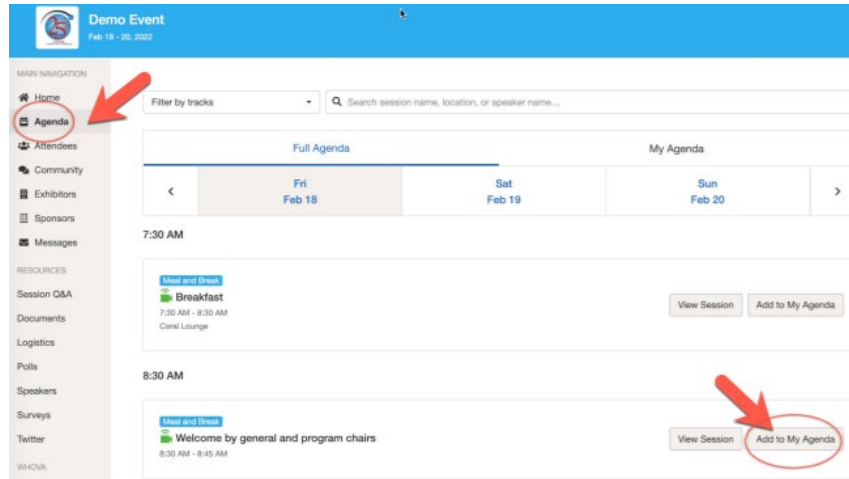 Demo Event
Feb 18 - 20, 2022
MAIN NAVIGATION
Home
Agenda
Attendees
Community
Exhibitors
Sponsors
Messages
RESOURCES
Session Q&A
Documents
Logistics
Polls
Speakers
Surveys
Twitter
WHOVA
Filter by tracks
Search session name, location, or speaker name...
Full Agenda
My Agenda
Fri
Feb 18
Sat
Feb 19
Sun
Feb 20
7:30 AM
Meal and Break
Breakfast
7:30 AM - 8:30 AM
Coral Lounge
View Session
Add to My Agenda
8:30 AM
Meal and Break
Welcome by general and program chairs
8:30 AM - 8:45 AM
View Session
Add to My Agenda